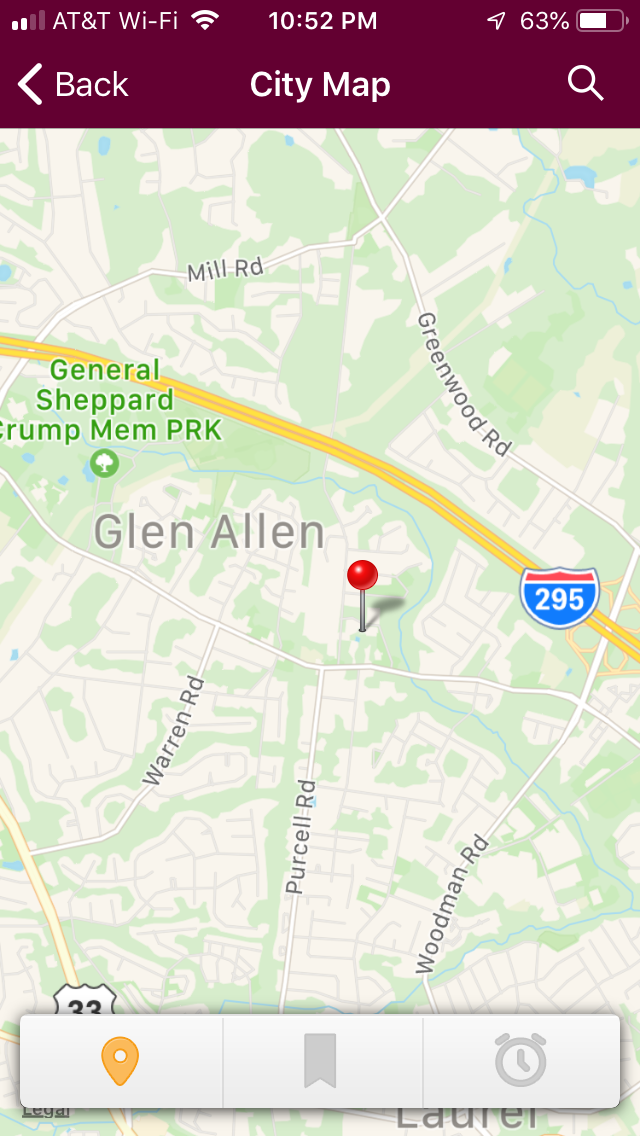 AT&T Wi-Fi 10:52 PM 63%
Back City Map
Mill Rd
Greenwood Rd
General
Sheppard
Crump Mem PRK
Glen Allen
295
Warren Rd
Purcell Rd
Woodman Rd
33
Legal
Laurel